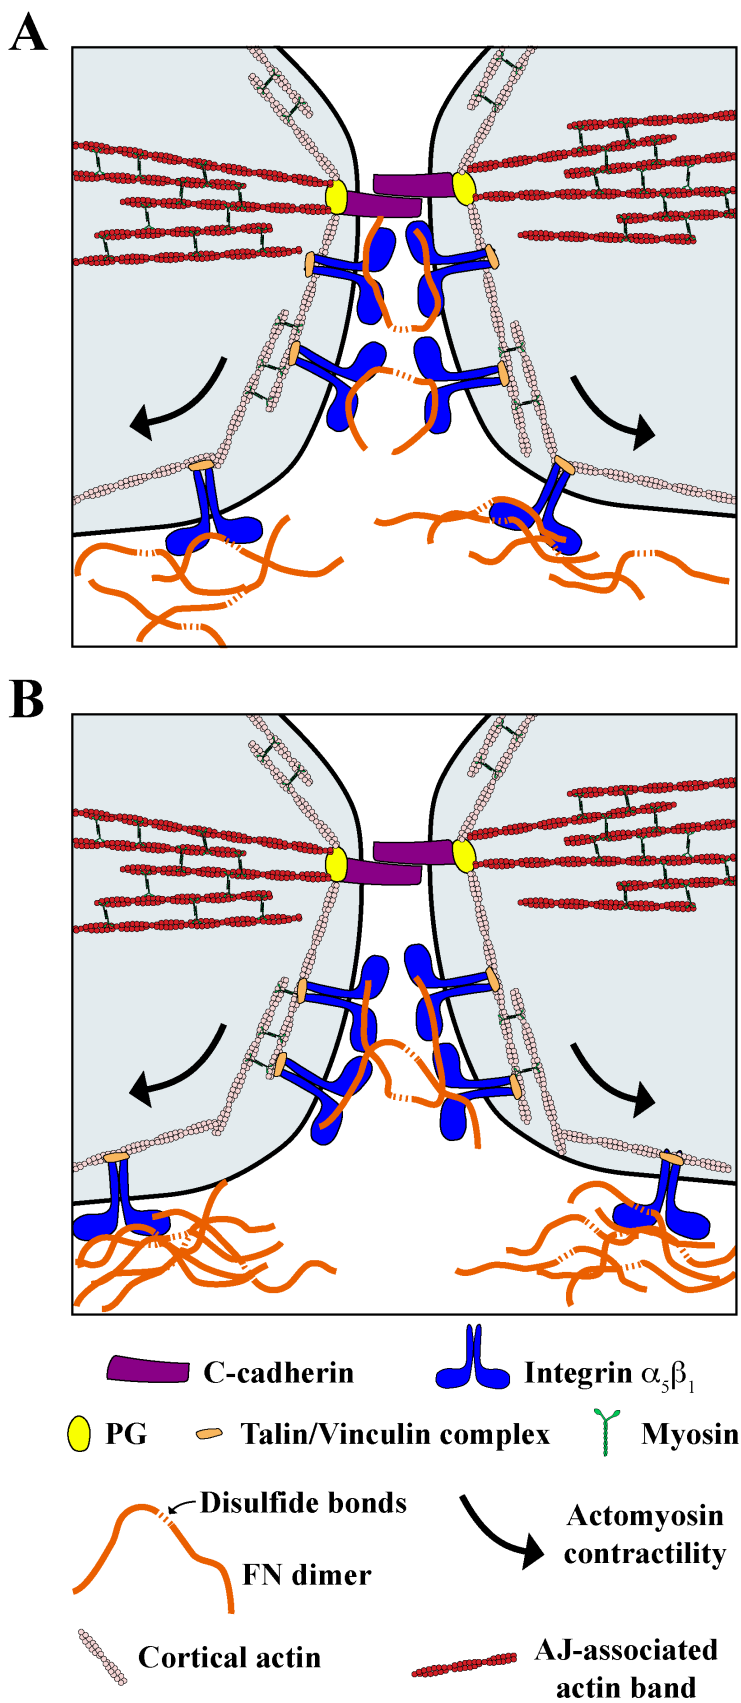 A
B
C-cadherin
Integrin α5β1
PG
Talin/Vinculin complex
Myosin
Disulfide bonds
FN dimer
Actomyosin
contractility
Cortical actin
AJ-associated
actin band